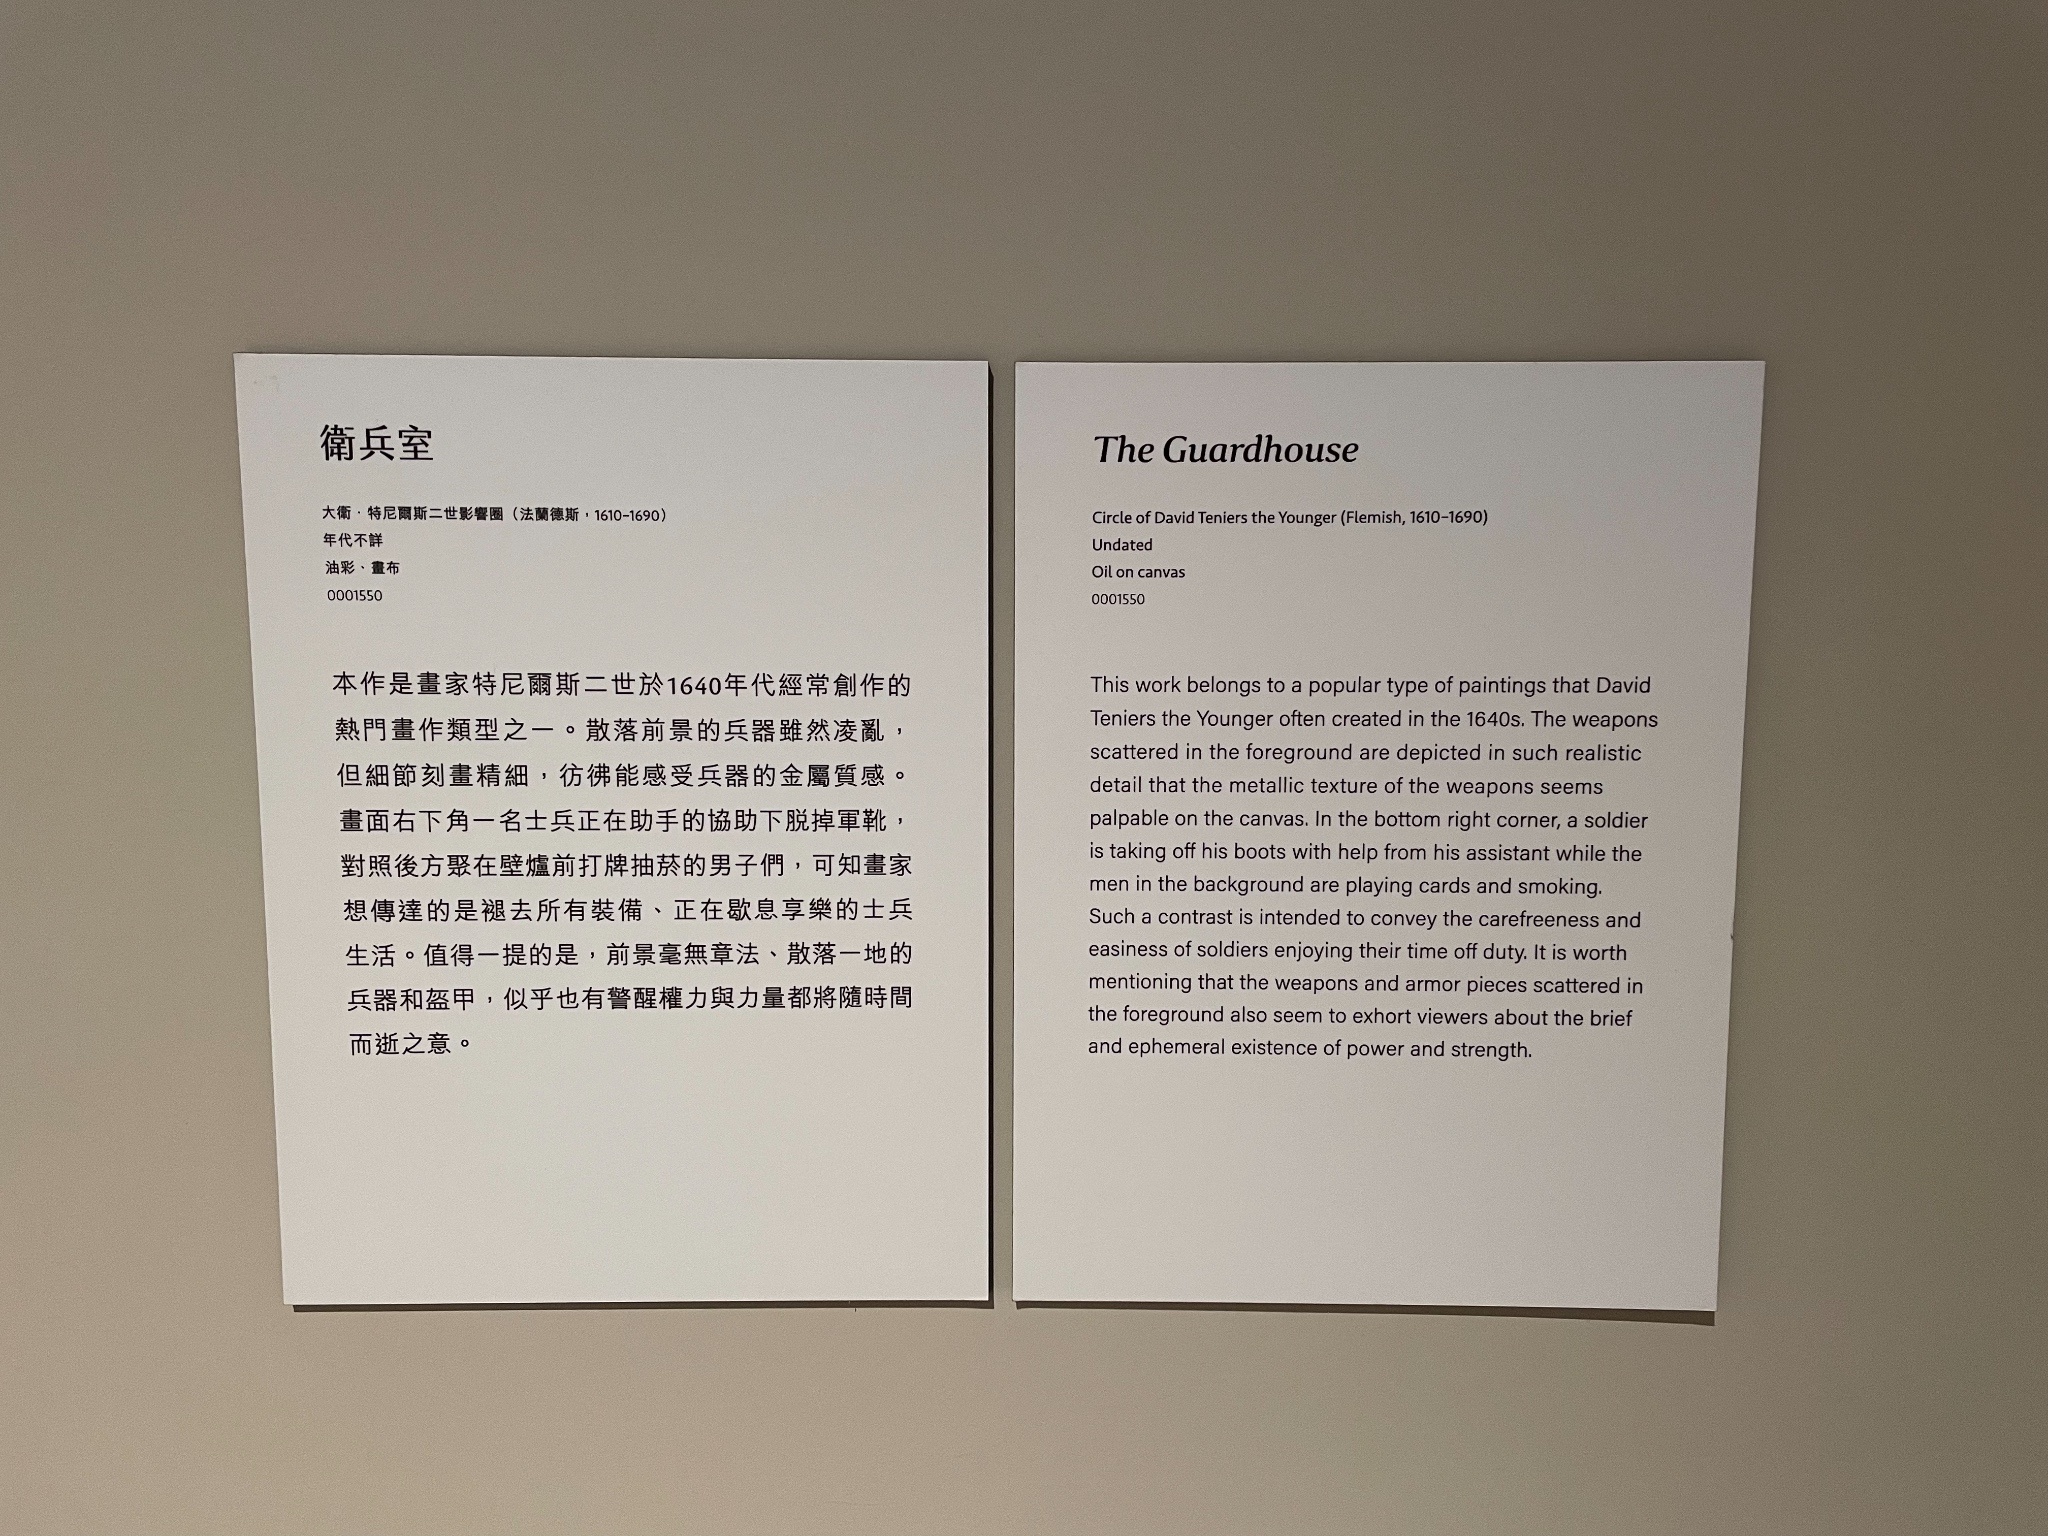 衛兵室
大衛·特尼爾斯二世影響圈（法蘭德斯，1610-1690）
年代不詳
油彩、畫布
0001550
本作是畫家特尼爾斯二世於1640年代經常創作的
熱門畫作類型之一。散落前景的兵器雖然凌亂，
但細節刻畫精細，彷彿能感受兵器的金屬質感。
畫面右下角一名士兵正在助手的協助下脱掉軍靴，
對照後方聚在壁爐前打牌抽菸的男子們，可知畫家
想傳達的是褪去所有裝備、正在歇息享樂的士兵
生活。值得一提的是，前景毫無章法、散落一地的
兵器和盔甲，似乎也有警醒權力與力量都將隨時間
而逝之意。
The Guardhouse
Circle of David Teniers the Younger (Flemish, 1610-1690)
Undated
Oil on canvas
0001550
This work belongs to a popular type of paintings that David
Teniers the Younger often created in the 1640s. The weapons
scattered in the foreground are depicted in such realistic
detail that the metallic texture of the weapons seems
palpable on the canvas. In the bottom right corner, a soldier
is taking off his boots with help from his assistant while the
men in the background are playing cards and smoking.
Such a contrast is intended to convey the carefreeness and
easiness of soldiers enjoying their time off duty. It is worth
mentioning that the weapons and armor pieces scattered in
the foreground also seem to exhort viewers about the brief
and ephemeral existence of power and strength.